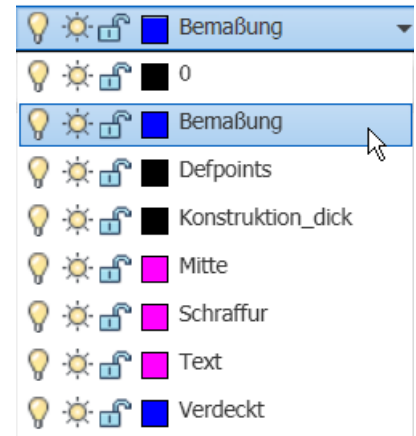 Bemaßung
0
Bemaßung
Defpoints
Konstruktion_dick
Mitte
Schraffur
Text
Verdeckt